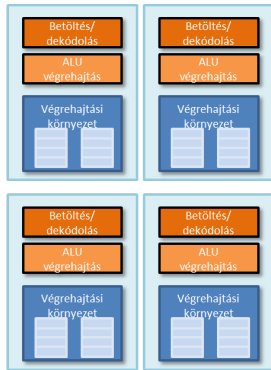 Betöltés/
dekódolás
ALU
végrehajtás
Végrehajtási
környezet
Betöltés/
dekódolás
ALU
végrehajtás
Végrehajtási
környezet
Betöltés/
dekódolás
ALU
végrehajtás
Végrehajtási
környezet
Betöltés/
dekódolás
ALU
végrehajtás
Végrehajtási
környezet